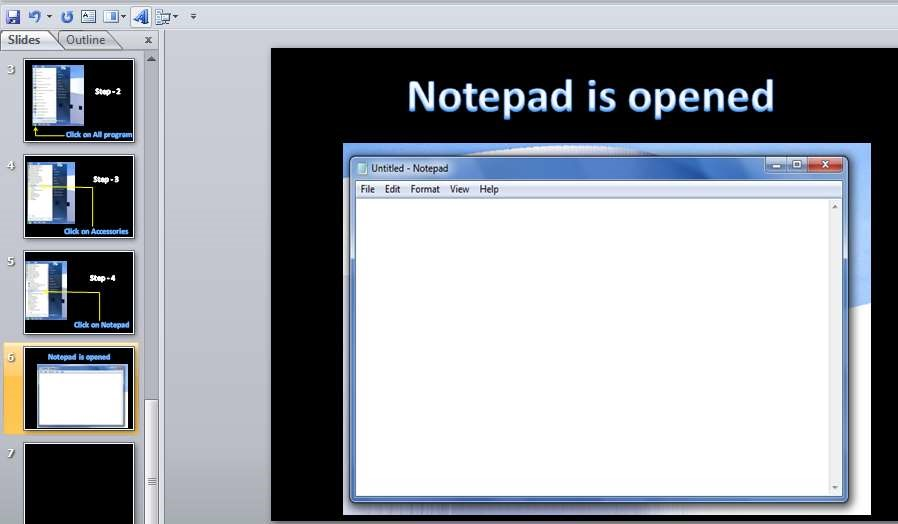 Slides Outline x
3
Step - 2
Click on All program
4
Step - 3
Click on Accessories
5
Step - 4
Click on Notepad
6
Notepad is opened
7
Notepad is opened
Untitled - Notepad
File Edit Format View Help